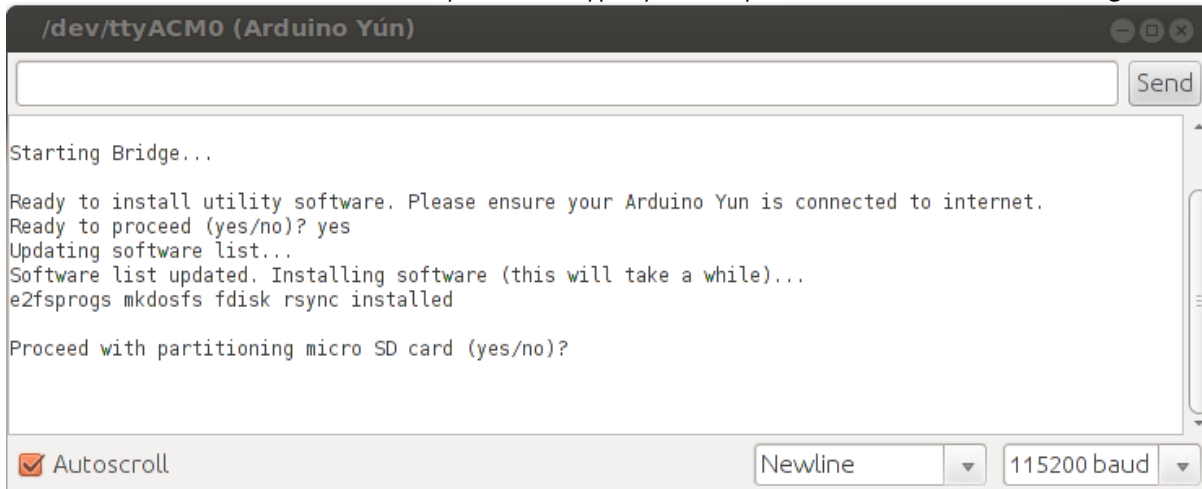 /dev/ttyACM0 (Arduino Yún)
Send
Starting Bridge...
Ready to install utility software. Please ensure your Arduino Yun is connected to internet.
Ready to proceed (yes/no)? yes
Updating software list...
Software list updated. Installing software (this will take a while)...
e2fsprogs mkdosfs fdisk rsync installed
Proceed with partitioning micro SD card (yes/no)?
Autoscroll
Newline
115200 baud